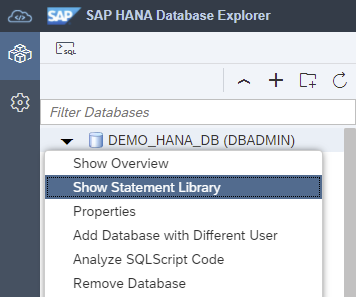 SAP SAP HANA Database Explorer
SQL
Filter Databases
DEMO_HANA_DB (DBADMIN)
Show Overview
Show Statement Library
Properties
Add Database with Different User
Analyze SQLScript Code
Remove Database